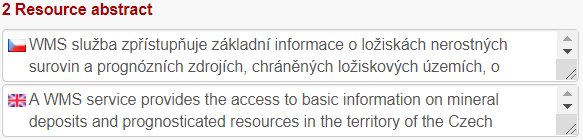 2 Resource abstract
WMS služba zpřístupňuje základní informace o ložiskách nerostných
surovin a prognózních zdrojích, chráněných ložiskových územích, o
A WMS service provides the access to basic information on mineral
deposits and prognosticated resources in the territory of the Czech